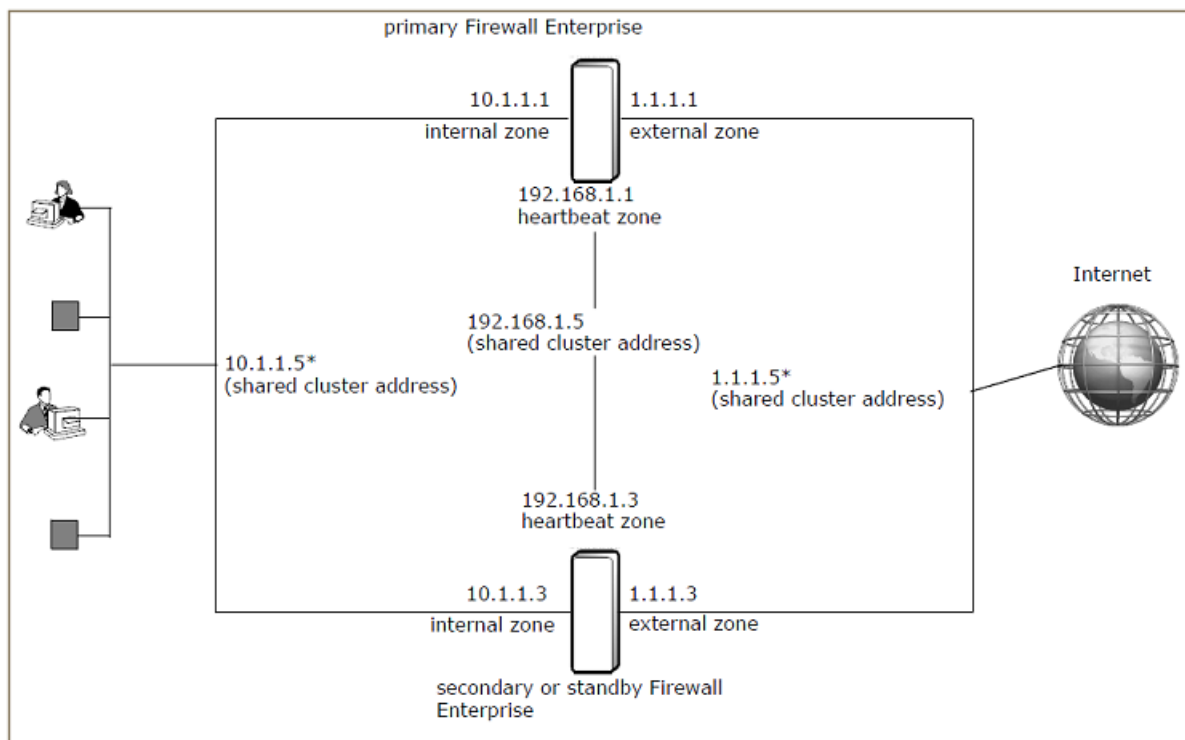 primary Firewall Enterprise
10.1.1.1
1.1.1.1
internal zone
external zone
192.168.1.1
heartbeat zone
Internet
192.168.1.5
(shared cluster address)
10.1.1.5*
(shared cluster address)
1.1.1.5*
(shared cluster address)
192.168.1.3
heartbeat zone
10.1.1.3
1.1.1.3
internal zone
external zone
secondary or standby Firewall
Enterprise